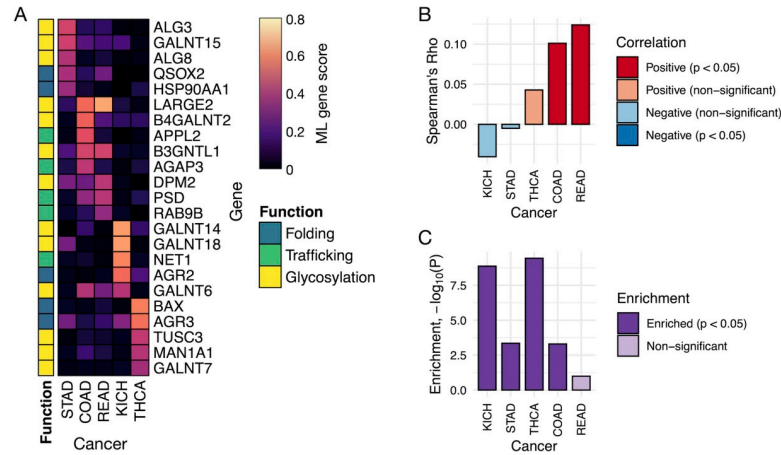 A
ALG3
GALNT15
ALG8
QSOX2
HSP90AA1
LARGE2
B4GALNT2
APPL2
B3GNTL1
AGAP3
DPM2
PSD
RAB9B
GALNT14
GALNT18
NET1
AGR2
GALNT6
BAX
AGR3
TUSC3
MAN1A1
GALNT7
Gene
Function
STAD
COAD
READ
KICH
THCA
Cancer
ML gene score
0.8
0.6
0.4
0.2
0
Function
Folding
Trafficking
Glycosylation
B
Spearman's Rho
0.10
0.05
0.00
KICH
STAD
THCA
COAD
READ
Cancer
Correlation
Positive (p < 0.05)
Positive (non-significant)
Negative (non-significant)
Negative (p < 0.05)
C
Enrichment, −log10(P)
7.5
5.0
2.5
0.0
KICH
STAD
THCA
COAD
READ
Cancer
Enrichment
Enriched (p < 0.05)
Non-significant